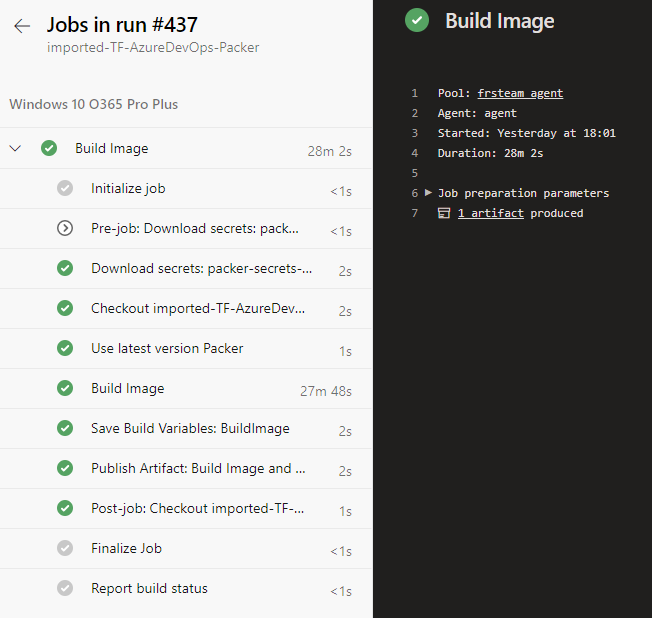 Jobs in run #437
imported-TF-AzureDevOps-Packer
Windows 10 O365 Pro Plus
Build Image 28m 2s
Initialize job <1s
Pre-job: Download secrets: pack... <1s
Download secrets: packer-secrets-... 2s
Checkout imported-TF-AzureDev... 2s
Use latest version Packer 1s
Build Image 27m 48s
Save Build Variables: BuildImage 2s
Publish Artifact: Build Image and ... 2s
Post-job: Checkout imported-TF-... 1s
Finalize Job <1s
Report build status <1s
Build Image
1 Pool: frsteam agent
2 Agent: agent
3 Started: Yesterday at 18:01
4 Duration: 28m 2s
5
6 Job preparation parameters
7 1 artifact produced